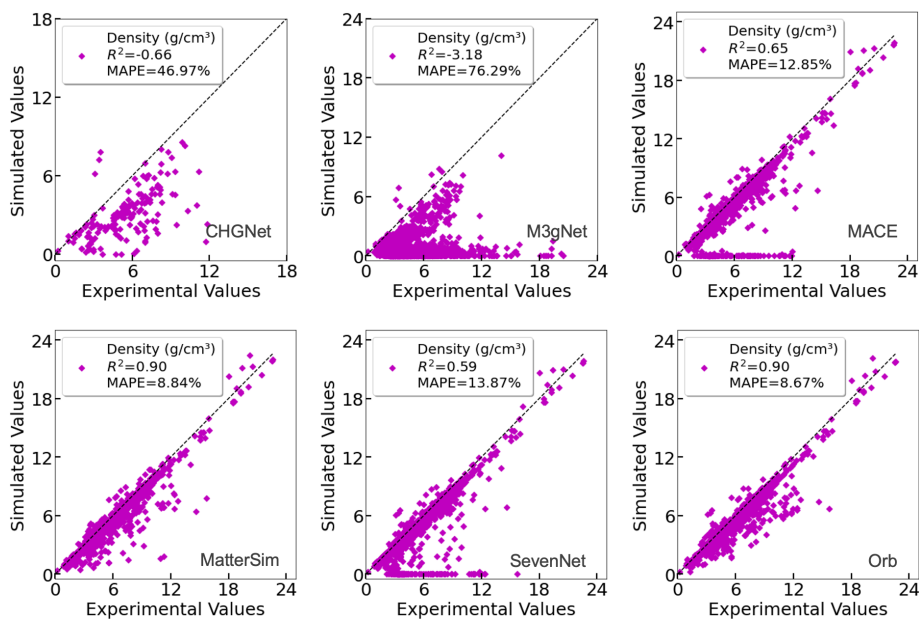 18
12
6
0
Simulated Values
Density (g/cm³)
R²=-0.66
MAPE=46.97%
CHGNet
0 6 12 18
Experimental Values
24
18
12
6
0
Simulated Values
Density (g/cm³)
R²=-3.18
MAPE=76.29%
M3gNet
0 6 12 18 24
Experimental Values
24
18
12
6
0
Simulated Values
Density (g/cm³)
R²=0.65
MAPE=12.85%
MACE
0 6 12 18 24
Experimental Values
24
18
12
6
0
Simulated Values
Density (g/cm³)
R²=0.90
MAPE=8.84%
MatterSim
0 6 12 18 24
Experimental Values
24
18
12
6
0
Simulated Values
Density (g/cm³)
R²=0.59
MAPE=13.87%
SevenNet
0 6 12 18 24
Experimental Values
24
18
12
6
0
Simulated Values
Density (g/cm³)
R²=0.90
MAPE=8.67%
Orb
0 6 12 18 24
Experimental Values